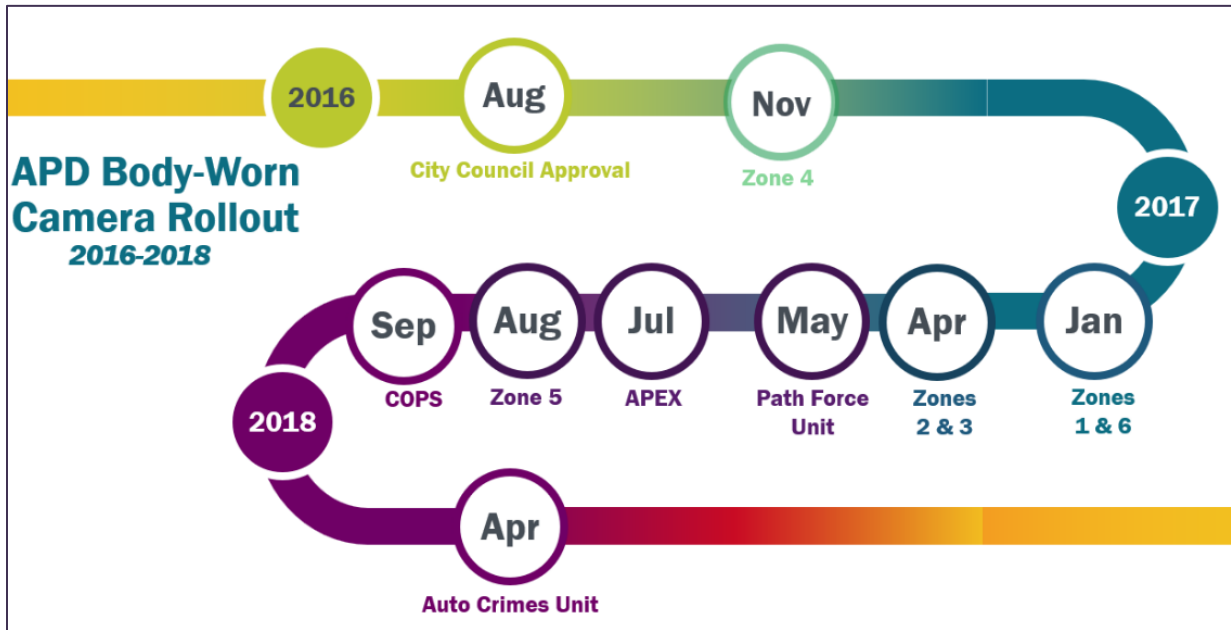 2016
Aug
City Council Approval
Nov
Zone 4
APD Body-Worn
Camera Rollout
2016-2018
2017
Jan
Zones
1 & 6
Apr
Zones
2 & 3
May
Path Force
Unit
Jul
APEX
Aug
Zone 5
Sep
COPS
2018
Apr
Auto Crimes Unit